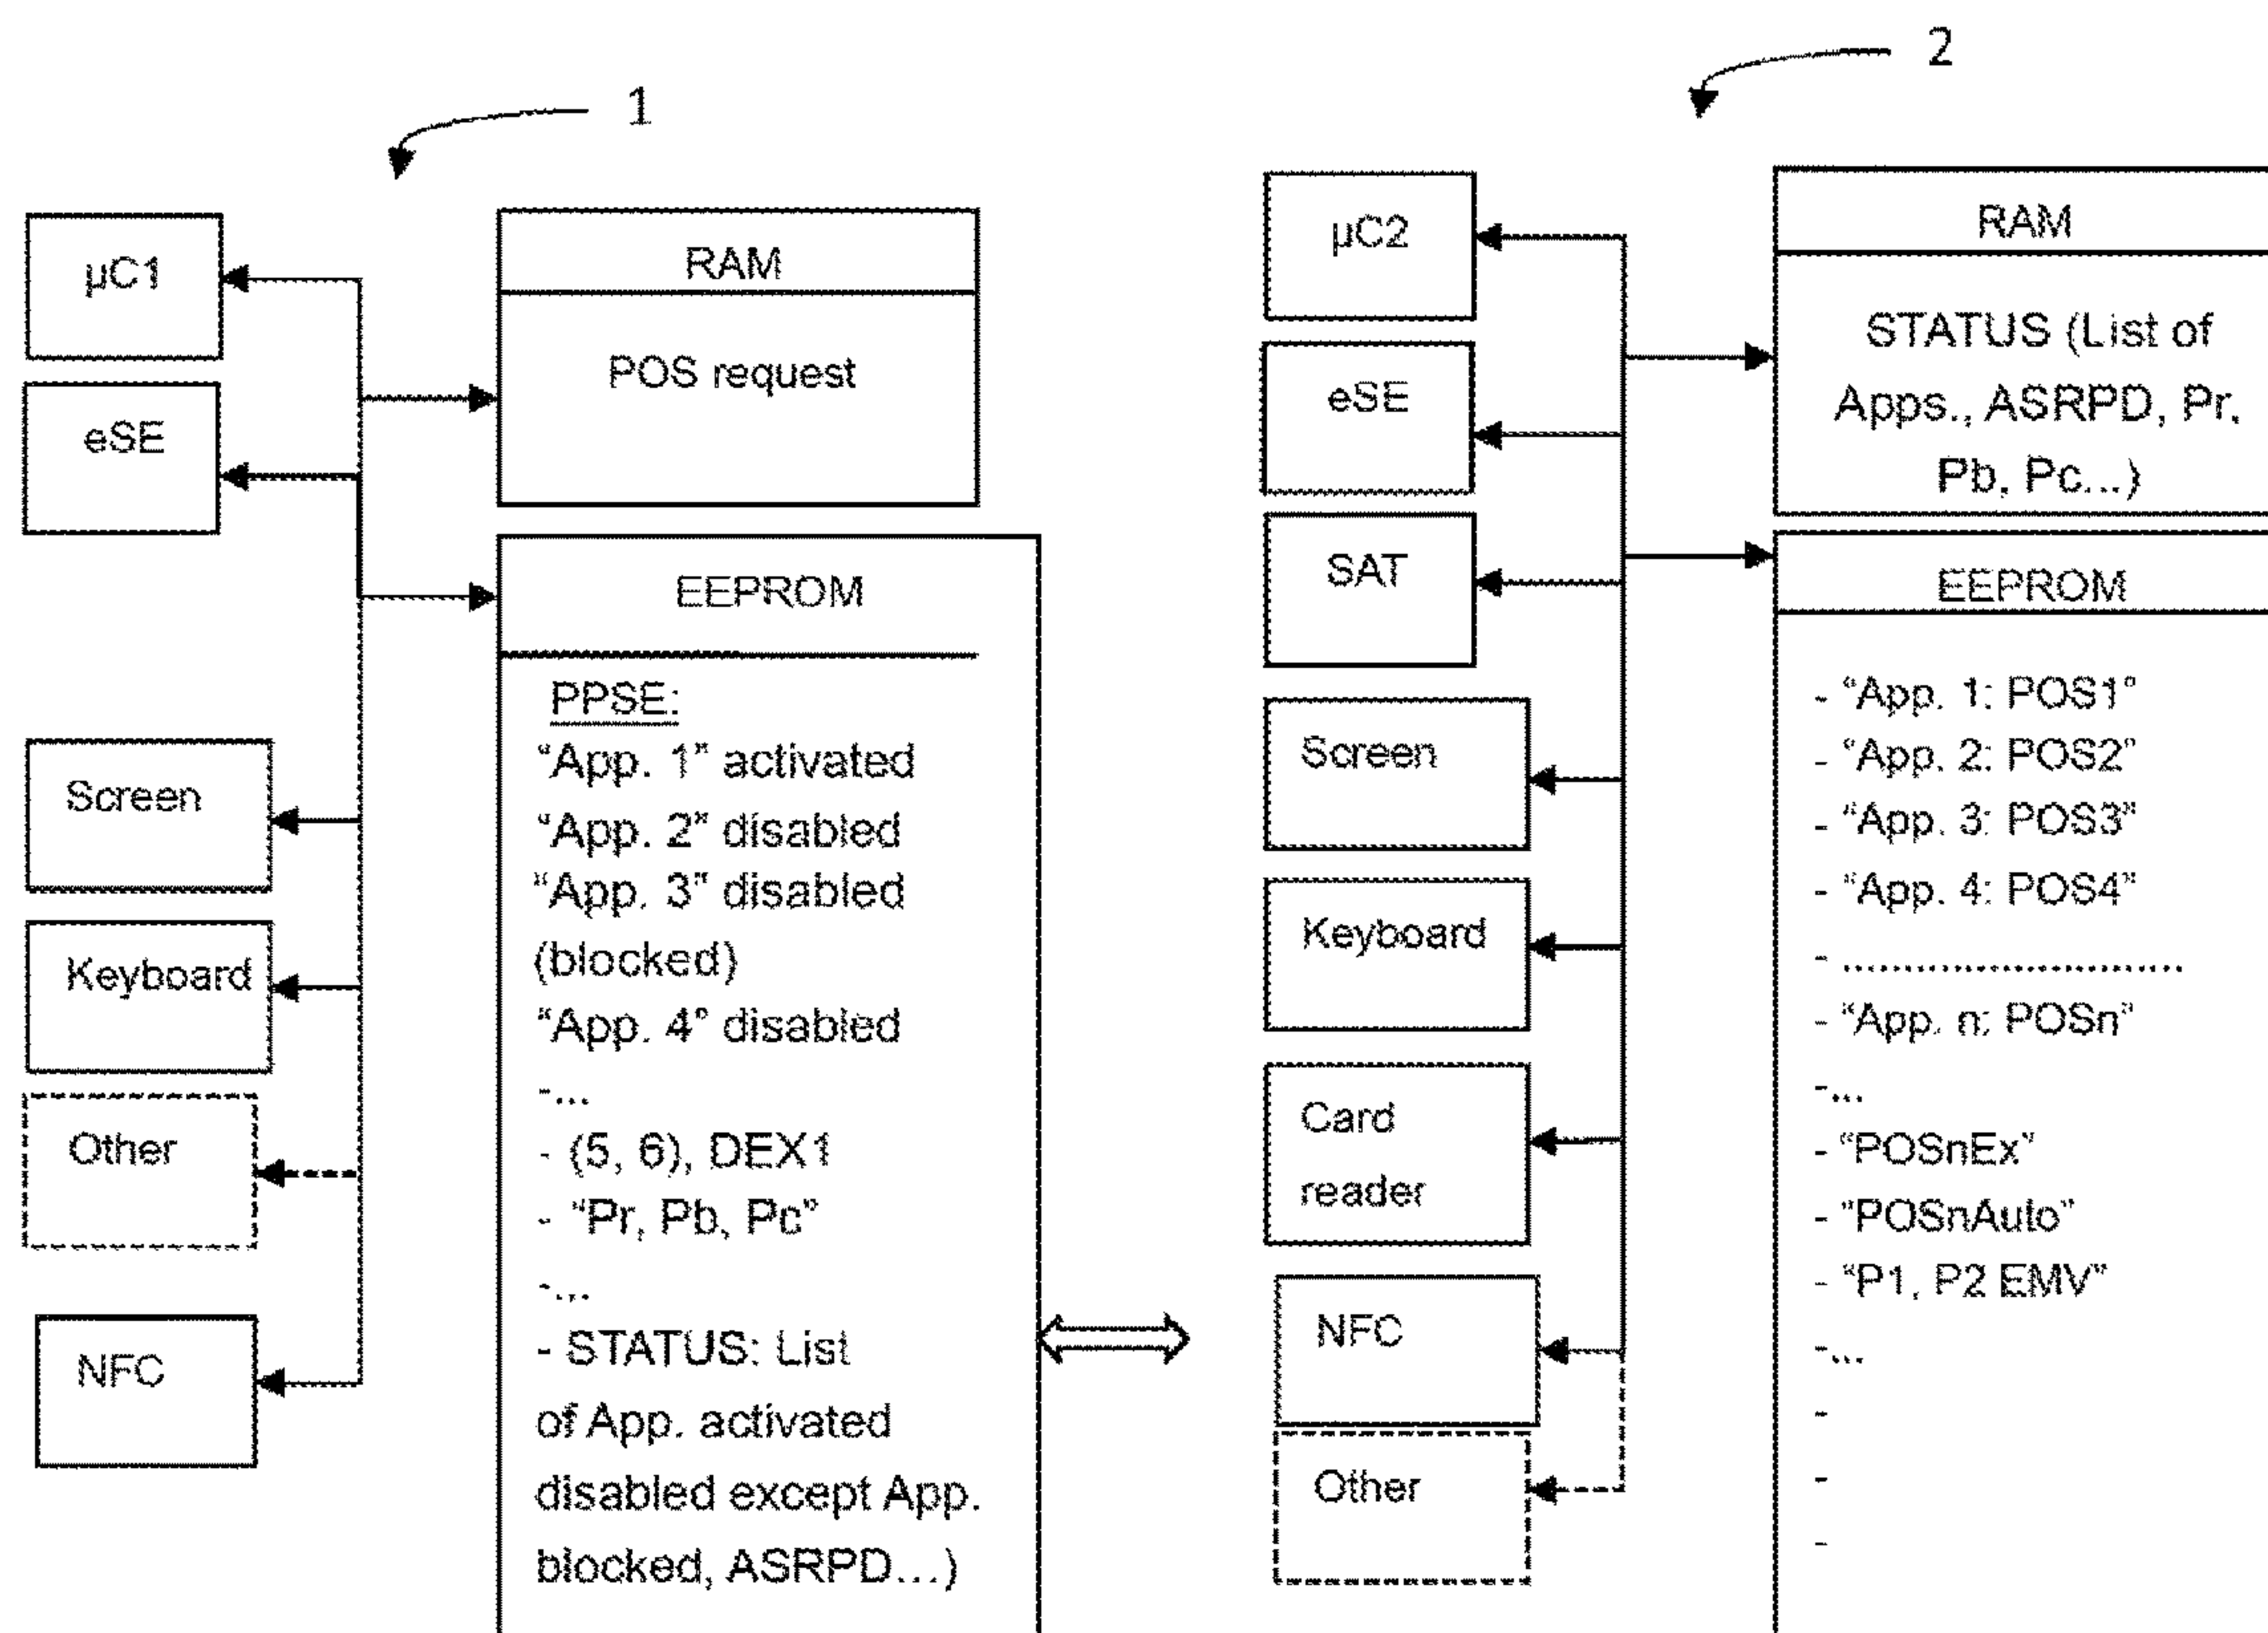 1
µC1
eSE
Screen
Keyboard
Other
NFC
RAM
POS request
EEPROM
PPSE:
“App. 1” activated
“App. 2” disabled
“App. 3” disabled
(blocked)
“App. 4” disabled
-...
- (5, 6), DEX1
- “Pr, Pb, Pc”
-...
- STATUS: List
of App. activated
disabled except App.
blocked, ASRPD...)
2
µC2
eSE
SAT
Screen
Keyboard
Card
reader
NFC
Other
RAM
STATUS (List of
Apps., ASRPD, Pr,
Pb, Pc...)
EEPROM
- “App. 1: POS1”
- “App. 2: POS2”
- “App. 3: POS3”
- “App. 4: POS4”
- ................................
- “App. n: POSn”
-...
- “POSnEx”
- “POSnAuto”
- “P1, P2 EMV”
-...
-
-
-